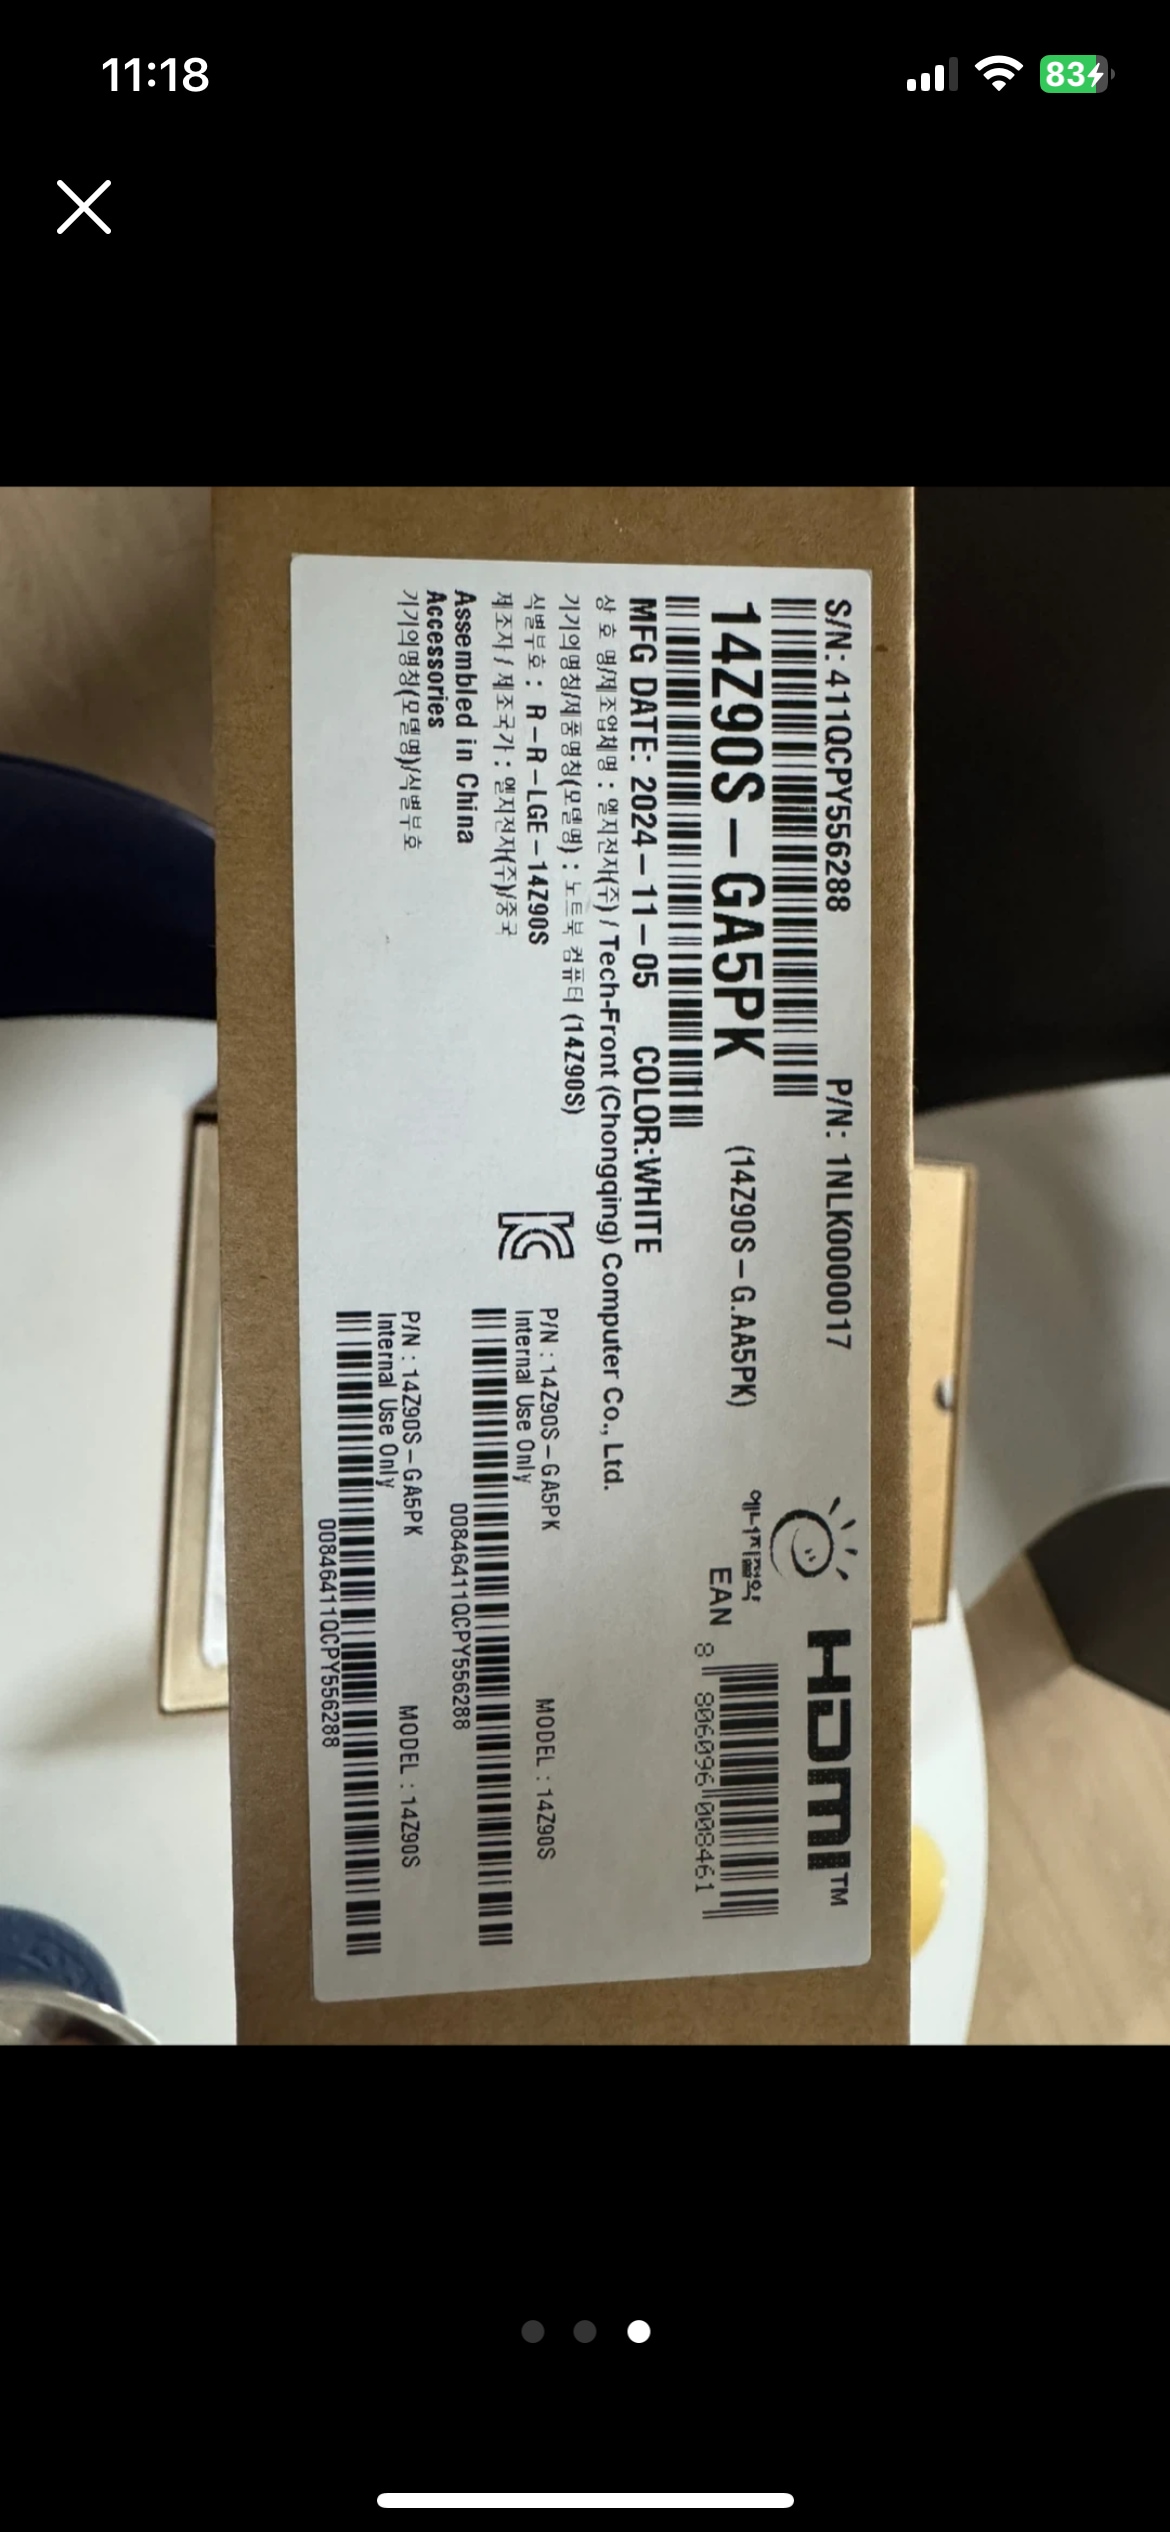 11:18
83
S/N: 411QCPY556288
P/N: 1NLK0000017
HDMI™
14Z90S-GA5PK
(14Z90S-G.AA5PK)
에너지절약
EAN
8 806096 008461
MFG DATE: 2024-11-05 COLOR:WHITE
상 호 명/제조업체명 : 엘지전자(주) / Tech-Front (Chongqing) Computer Co., Ltd.
기기의명칭/제품명칭(모델명) : 노트북 컴퓨터 (14Z90S)
식별부호 : R-R-LGE-14Z90S
제조자 / 제조국가 : 엘지전자(주)/중국
Assembled in China
Accessories
기기의명칭(모델명)/식별부호
P/N : 14Z90S-GA5PK
MODEL : 14Z90S
Internal Use Only
00846411QCPY556288
P/N : 14Z90S-GA5PK
MODEL : 14Z90S
Internal Use Only
00846411QCPY556288